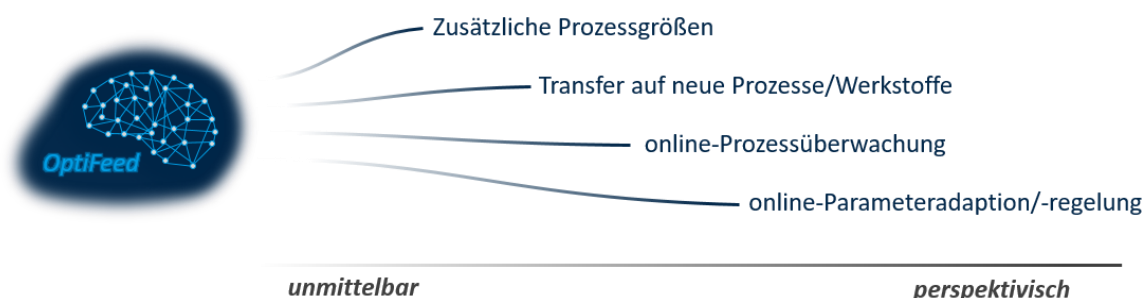 Zusätzliche Prozessgrößen
Transfer auf neue Prozesse/Werkstoffe
online-Prozessüberwachung
OptiFeed
online-Parameteradaption/-regelung
unmittelbar
perspektivisch